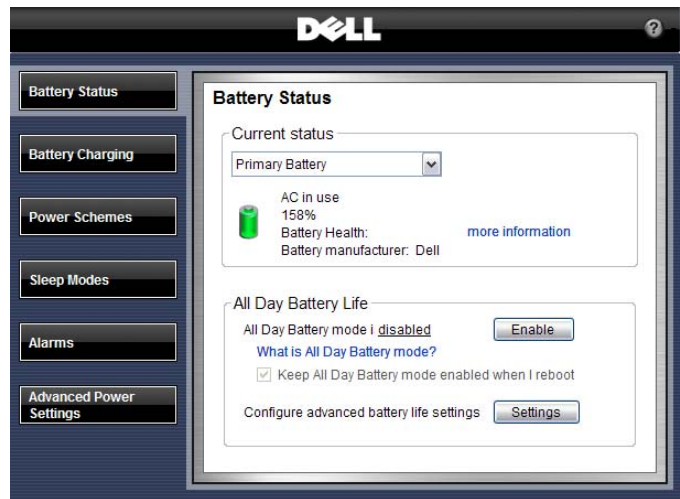 DELL
?
Battery Status
Battery Charging
Power Schemes
Sleep Modes
Alarms
Advanced Power
Settings
Battery Status
Current status
Primary Battery
AC in use
158%
Battery Health:
more information
Battery manufacturer: Dell
All Day Battery Life
All Day Battery mode i disabled
Enable
What is All Day Battery mode?
Keep All Day Battery mode enabled when I reboot
Configure advanced battery life settings
Settings